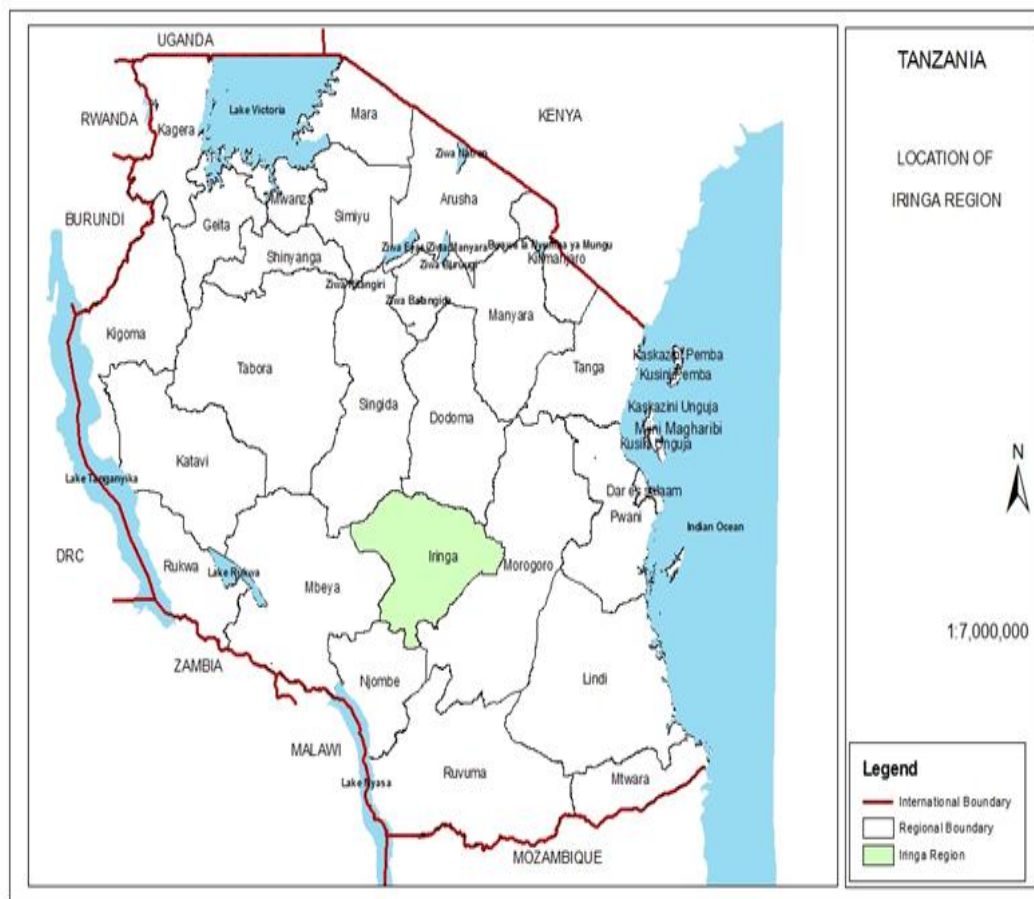 UGANDA
TANZANIA
RWANDA
Kagera
Lake Victoria
Mara
KENYA
LOCATION OF
IRINGA REGION
Ziwa Natron
BURUNDI
Geita
Mwanza
Simiyu
Arusha
Shinyanga
Ziwa Manyara
Kilimanjaro
Kigoma
Tabora
Singida
Dodoma
Manyara
Tanga
Kaskazini Pemba
Kaskazini Unguja
Magharibi
Katavi
Lake Tanganyika
Dar es salaam
Pwani
Indian Ocean
N
DRC
Rukwa
Lake Rukwa
Mbeya
Iringa
Morogoro
1:7,000,000
ZAMBIA
Njombe
Lindi
MALAWI
Lake Nyasa
Ruvuma
Mtwara
MOZAMBIQUE
Legend
International Boundary
Regional Boundary
Iringa Region